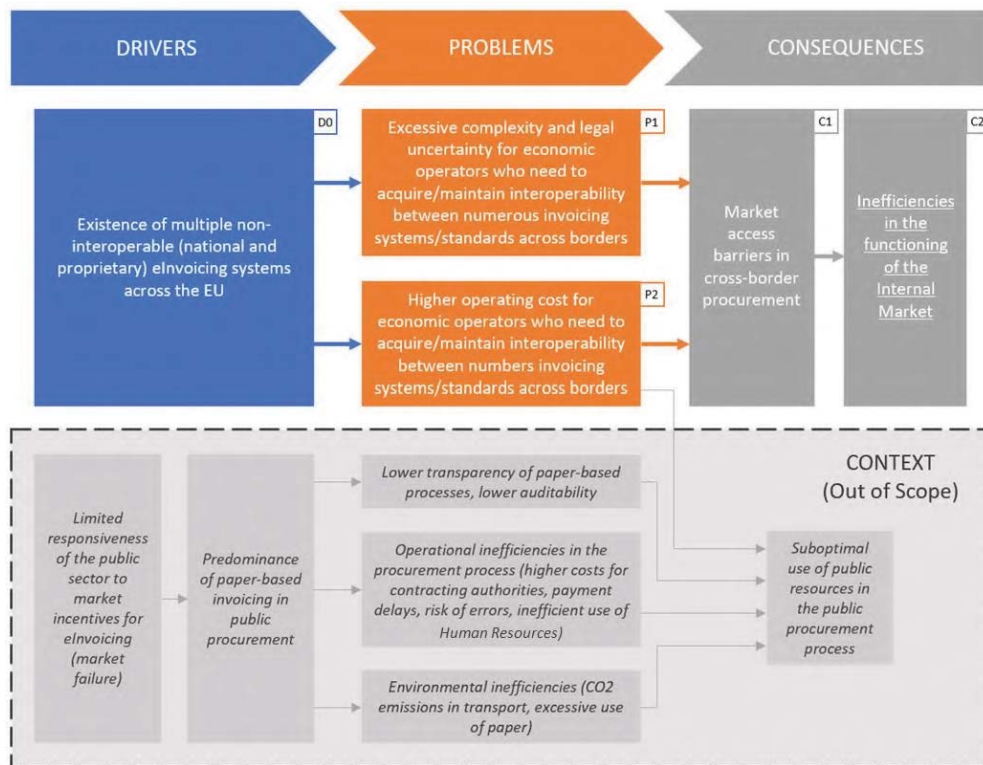 DRIVERS
PROBLEMS
CONSEQUENCES
D0
Existence of multiple non-
interoperable (national and
proprietary) eInvoicing systems
across the EU
P1
Excessive complexity and legal
uncertainty for economic
operators who need to
acquire/maintain interoperability
between numerous invoicing
systems/standards across borders
P2
Higher operating cost for
economic operators who need to
acquire/maintain interoperability
between numbers invoicing
systems/standards across borders
C1
Market
access
barriers in
cross-border
procurement
C2
Inefficiencies
in the
functioning
of the
Internal
Market
CONTEXT
(Out of Scope)
Limited
responsiveness
of the public
sector to
market
incentives for
eInvoicing
(market
failure)
Predominance
of paper-based
invoicing in
public
procurement
Lower transparency of paper-based
processes, lower auditability
Operational inefficiencies in the
procurement process (higher costs for
contracting authorities, payment
delays, risk of errors, inefficient use of
Human Resources)
Environmental inefficiencies (CO2
emissions in transport, excessive use
of paper)
Suboptimal
use of public
resources in
the public
procurement
process